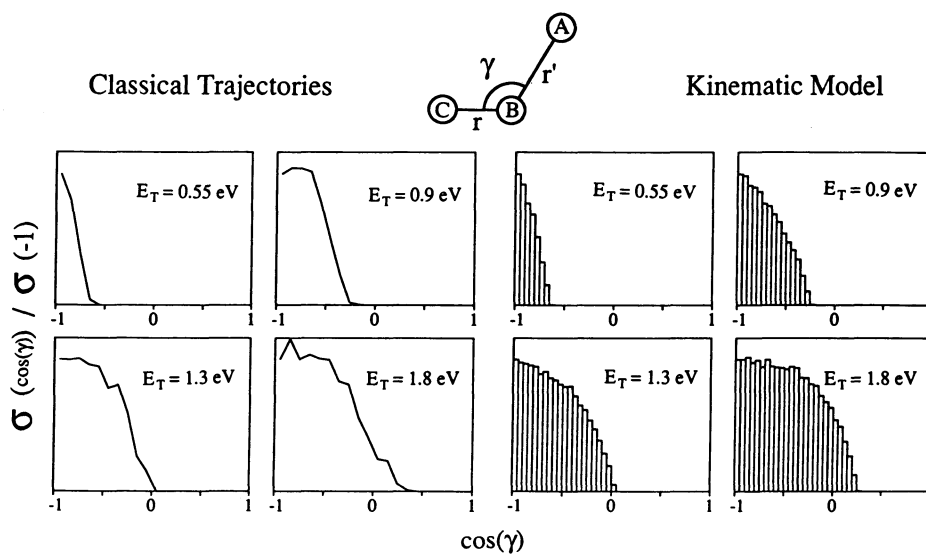 A
γ
r'
Classical Trajectories
Kinematic Model
C
B
r
E_T = 0.55 eV
E_T = 0.9 eV
E_T = 0.55 eV
E_T = 0.9 eV
-1 0 1
-1 0 1
-1 0 1
-1 0
E_T = 1.3 eV
E_T = 1.8 eV
E_T = 1.3 eV
E_T = 1.8 eV
-1 0 1
-1 0 1
-1 0 1
-1 0
σ (cos(γ)) / σ (-1)
cos(γ)